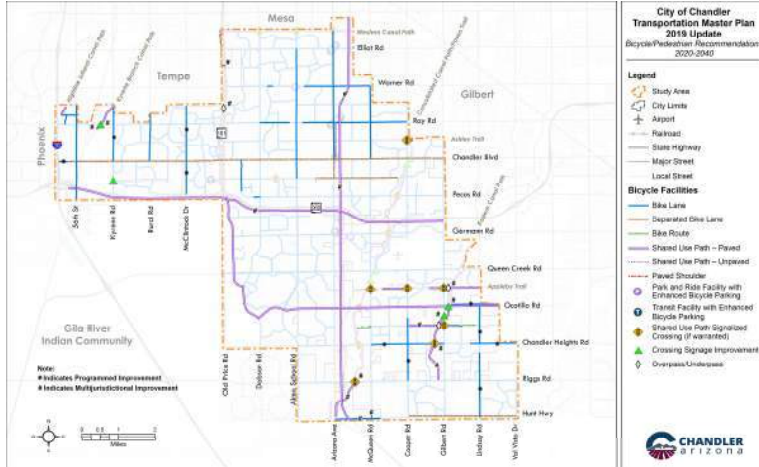 City of Chandler
Transportation Master Plan
2019 Update
Bicycle/Pedestrian Recommendation
2020-2040
Legend
Study Area
City Limits
Airport
Railroad
State Highway
Major Street
Local Street
Bicycle Facilities
Bike Lane
Separated Bike Lane
Bike Route
Shared Use Path – Paved
Shared Use Path – Unpaved
Paved Shoulder
Park and Ride Facility with
Enhanced Bicycle Parking
Transit Facility with Enhanced
Bicycle Parking
Shared Use Path Signalized
Crossing (if warranted)
Crossing Signage Improvement
Overpass/Underpass
CHANDLER
arizona
Mesa
Tempe
Gilbert
Phoenix
Gila River
Indian Community
Western Canal Path
Elliot Rd
Warner Rd
Ray Rd
Ashley Trail
Chandler Blvd
Pecos Rd
Germann Rd
Queen Creek Rd
Appleby Trail
Ocotillo Rd
Chandler Heights Rd
Riggs Rd
Hunt Hwy
56th St
Kyrene Rd
Rural Rd
McClintock Dr
Old Price Rd
Dobson Rd
Alma School Rd
Arizona Ave
McQueen Rd
Cooper Rd
Gilbert Rd
Lindsay Rd
Val Vista Dr
Note:
# Indicates Programmed Improvement
* Indicates Multijurisdictional Improvement
N
0 0.5 1 2
Miles